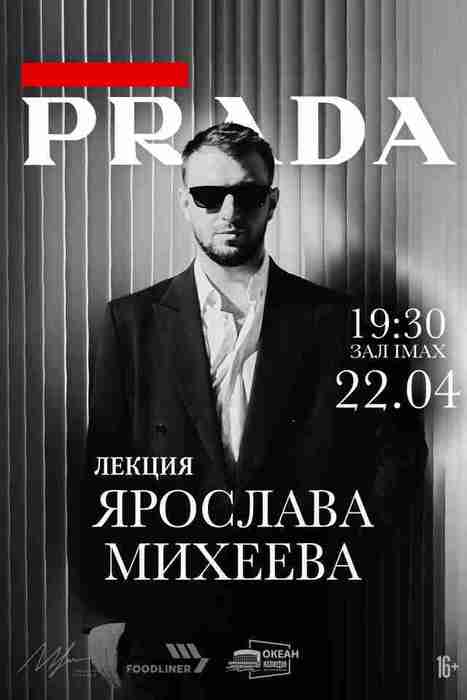 PRADA
19:30
ЗАЛ IMAX
22.04
ЛЕКЦИЯ
ЯРОСЛАВА
МИХЕЕВА
FOODLINER
ОКЕАН
16+